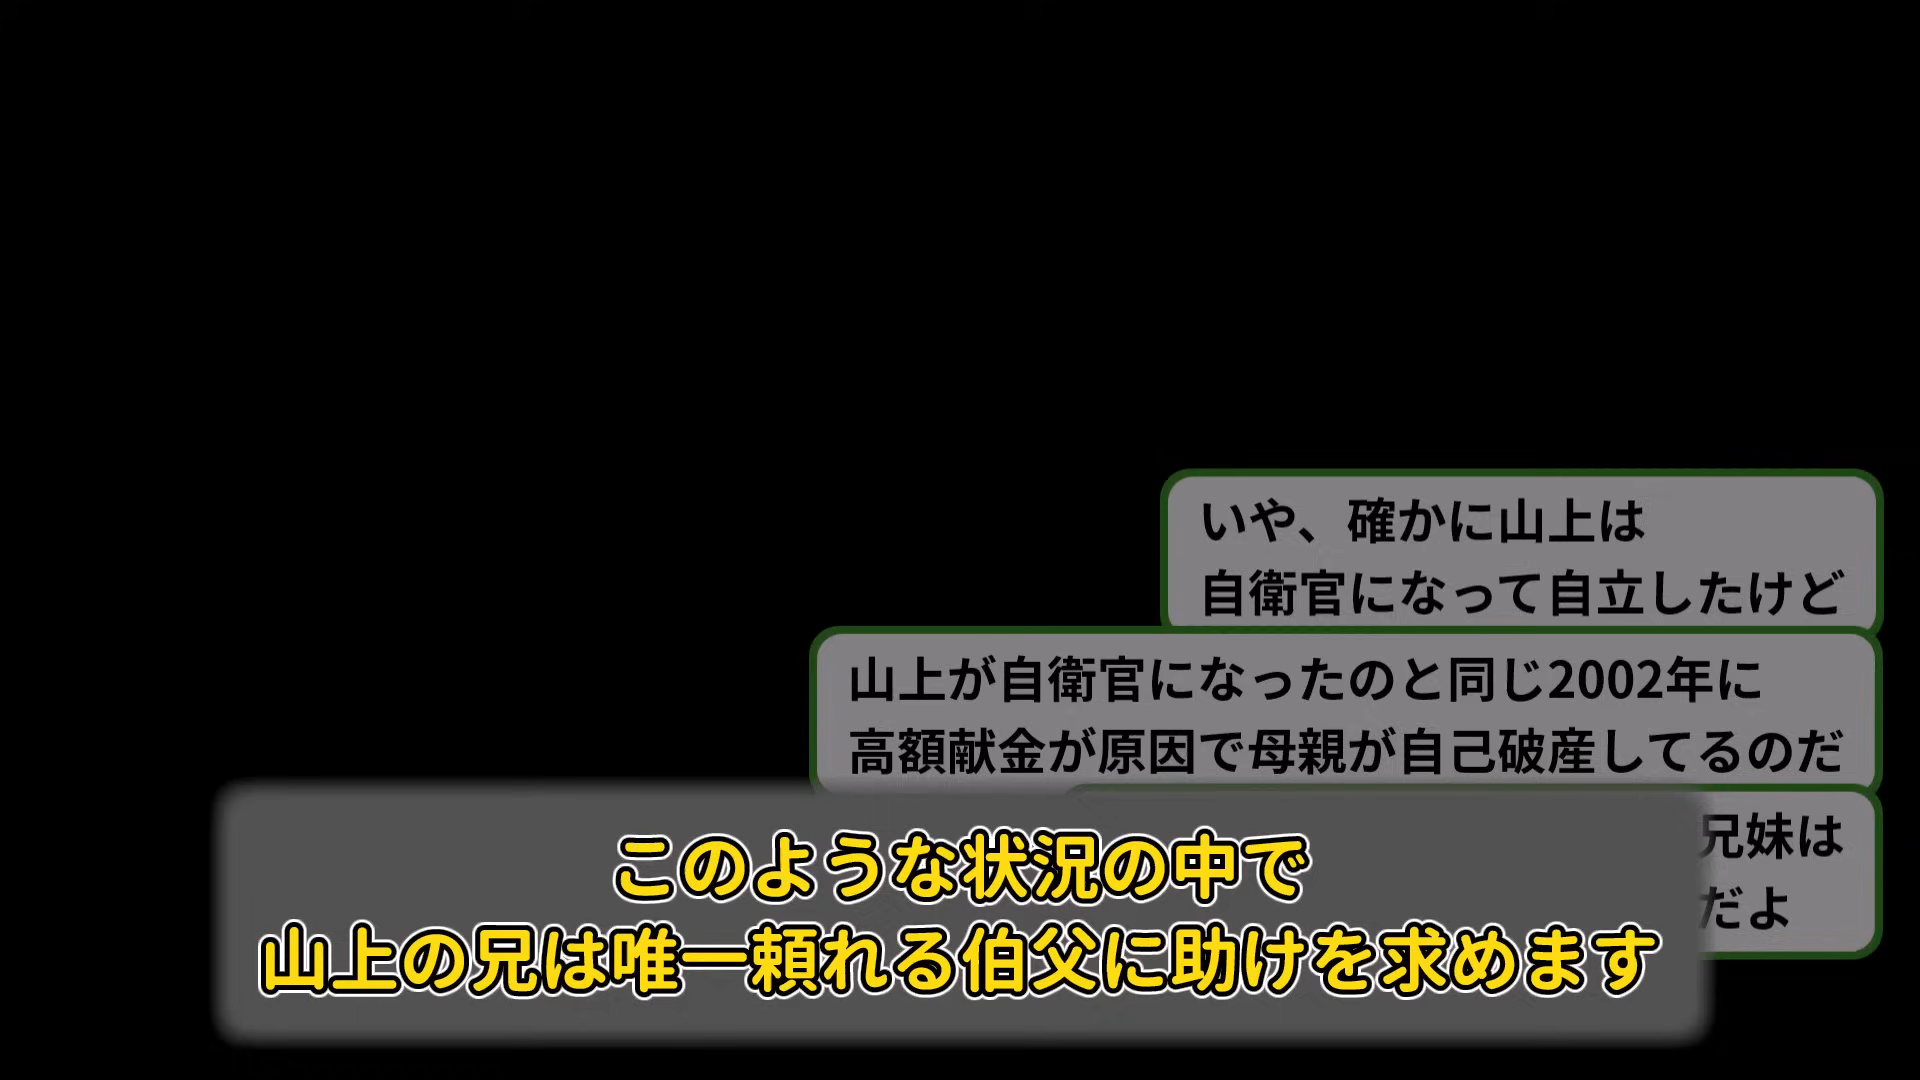 いや、確かに山上は
自衛官になって自立したけど
山上が自衛官になったのと同じ2002年に
高額献金が原因で母親が自己破産してるのだ
兄妹は
だよ
このような状況の中で
山上の兄は唯一頼れる伯父に助けを求めます